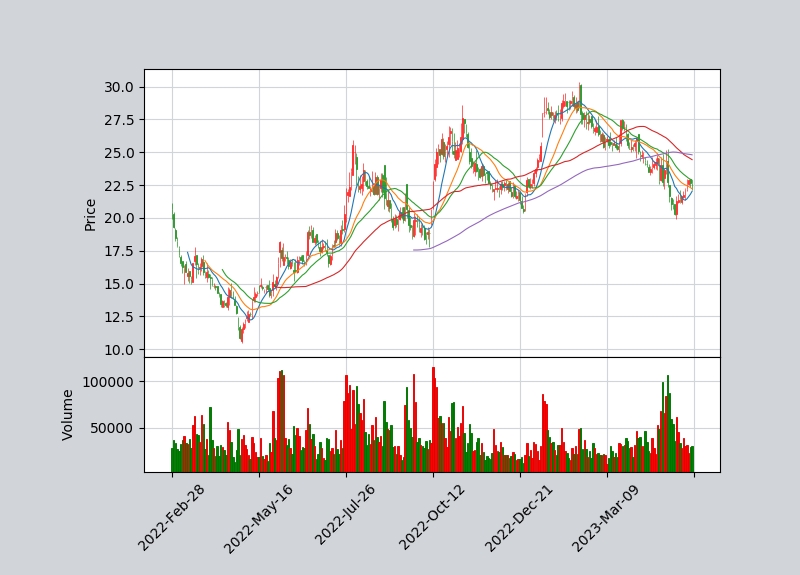 Price
30.0
27.5
25.0
22.5
20.0
17.5
15.0
12.5
10.0
Volume
100000
50000
2022-Feb-28
2022-May-16
2022-Jul-26
2022-Oct-12
2022-Dec-21
2023-Mar-09